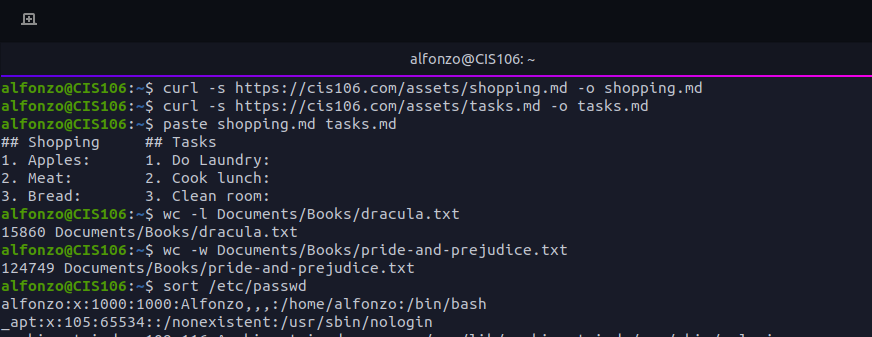 alfonzo@CIS106: ~
alfonzo@CIS106:~$ curl -s https://cis106.com/assets/shopping.md -o shopping.md
alfonzo@CIS106:~$ curl -s https://cis106.com/assets/tasks.md -o tasks.md
alfonzo@CIS106:~$ paste shopping.md tasks.md
## Shopping     ## Tasks
1. Apples:      1. Do Laundry:
2. Meat:        2. Cook lunch:
3. Bread:       3. Clean room:
alfonzo@CIS106:~$ wc -l Documents/Books/dracula.txt
15860 Documents/Books/dracula.txt
alfonzo@CIS106:~$ wc -w Documents/Books/pride-and-prejudice.txt
124749 Documents/Books/pride-and-prejudice.txt
alfonzo@CIS106:~$ sort /etc/passwd
alfonzo:x:1000:1000:Alfonzo,,,:/home/alfonzo:/bin/bash
_apt:x:105:65534::/nonexistent:/usr/sbin/nologin